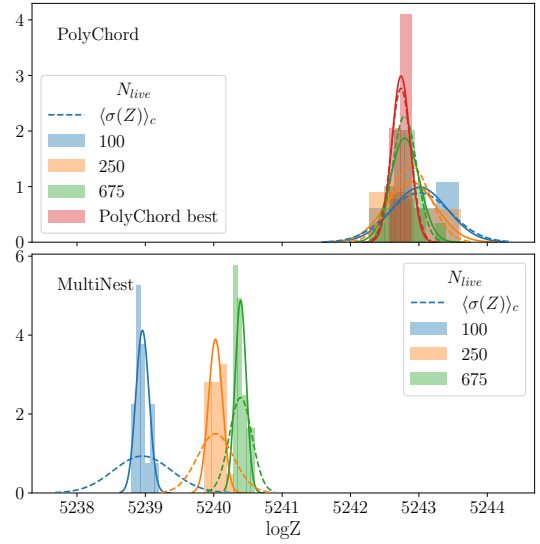 4
3
2
1
0
PolyChord
N_live
⟨σ(Z)⟩_c
100
250
675
PolyChord best
6
4
2
0
MultiNest
N_live
⟨σ(Z)⟩_c
100
250
675
5238 5239 5240 5241 5242 5243 5244
logZ